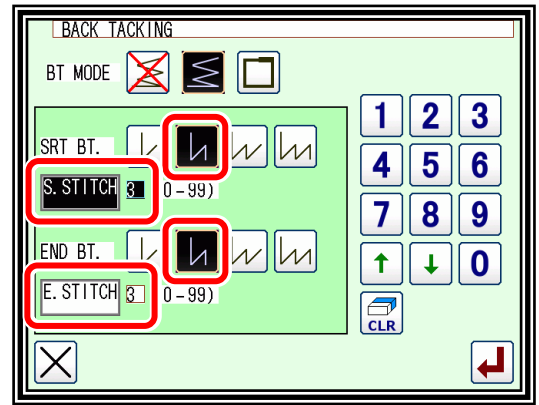 BACK TACKING
BT MODE
SRT BT.
S.STITCH 3 0-99)
END BT.
E.STITCH 3 0-99)
1 2 3
4 5 6
7 8 9
↑ ↓ 0
CLR